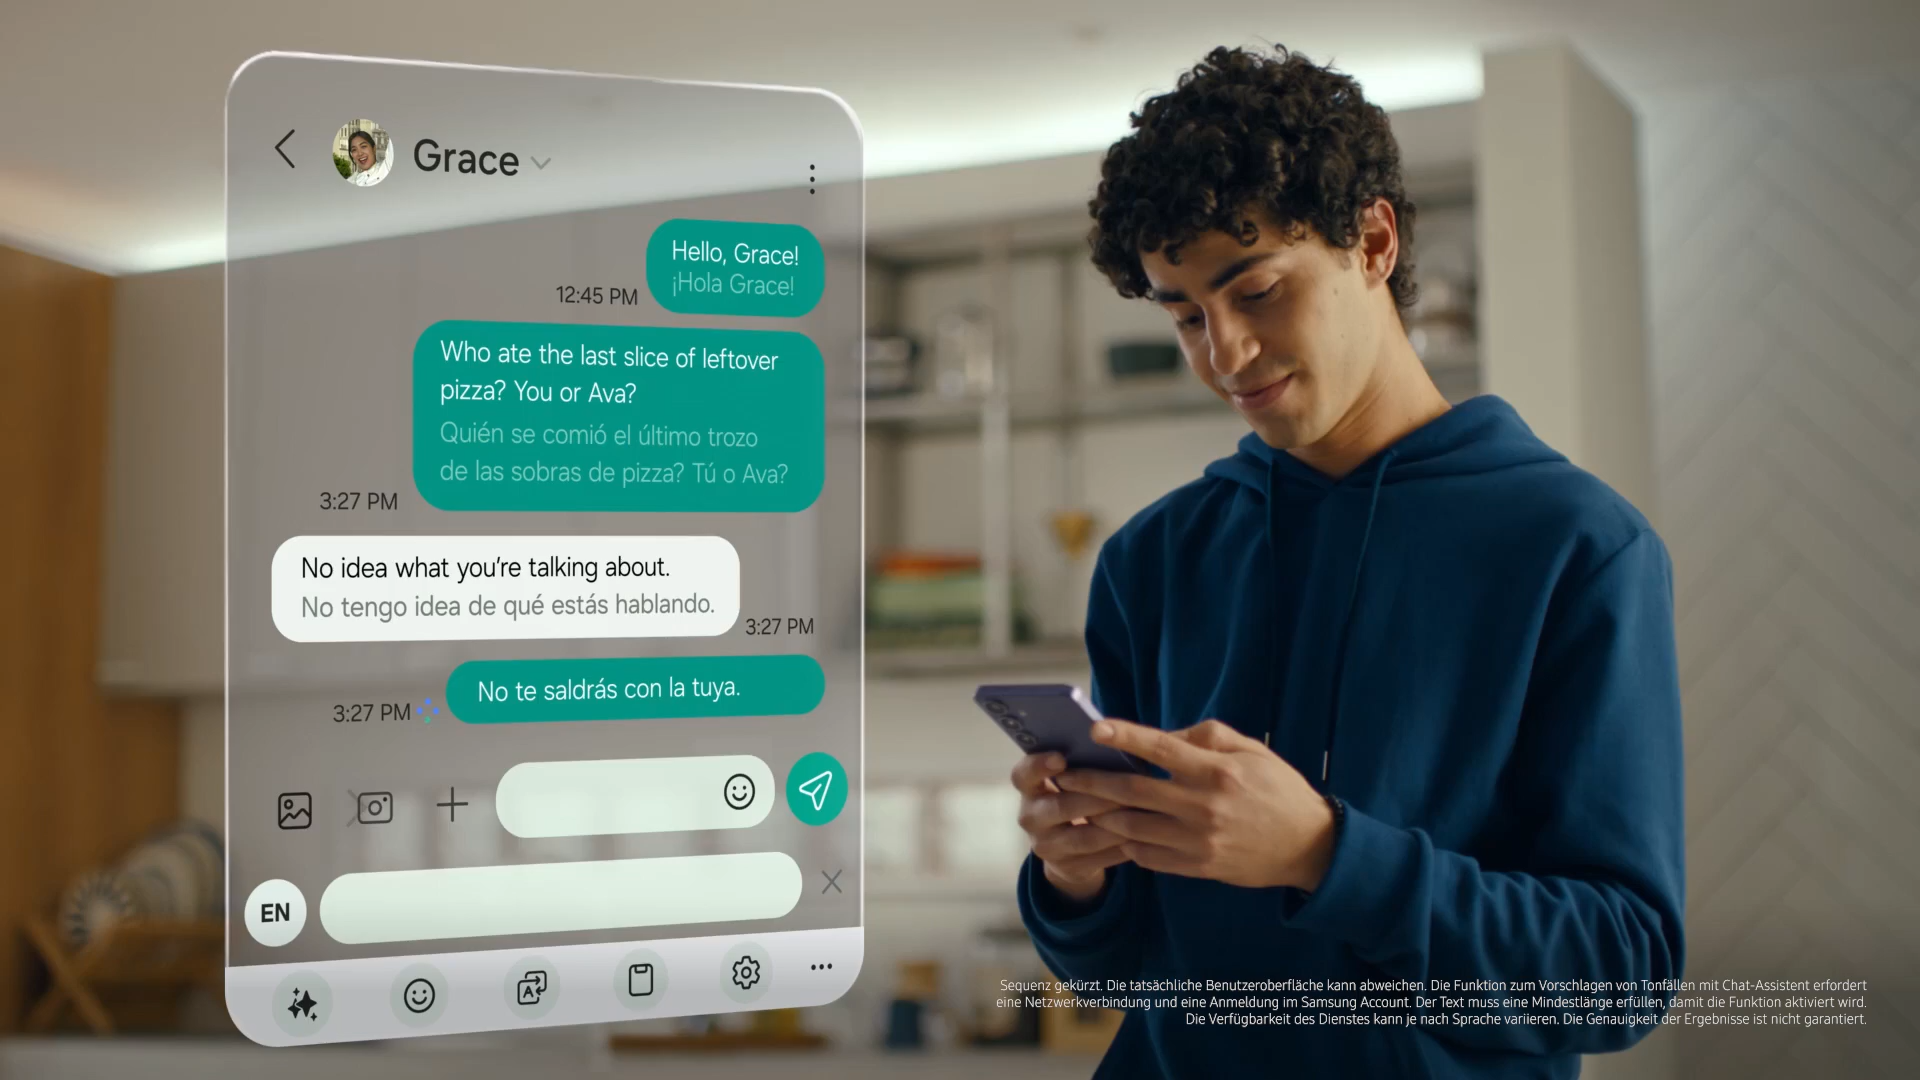 Grace
Hello, Grace!
¡Hola Grace!
12:45 PM
Who ate the last slice of leftover
pizza? You or Ava?
Quién se comió el último trozo
de las sobras de pizza? Tú o Ava?
3:27 PM
No idea what you're talking about.
No tengo idea de qué estás hablando.
3:27 PM
No te saldrás con la tuya.
3:27 PM
EN
Sequenz gekürzt. Die tatsächliche Benutzeroberfläche kann abweichen. Die Funktion zum Vorschlagen von Tonfällen mit Chat-Assistent erfordert
eine Netzwerkverbindung und eine Anmeldung im Samsung Account. Der Text muss eine Mindestlänge erfüllen, damit die Funktion aktiviert wird.
Die Verfügbarkeit des Dienstes kann je nach Sprache variieren. Die Genauigkeit der Ergebnisse ist nicht garantiert.